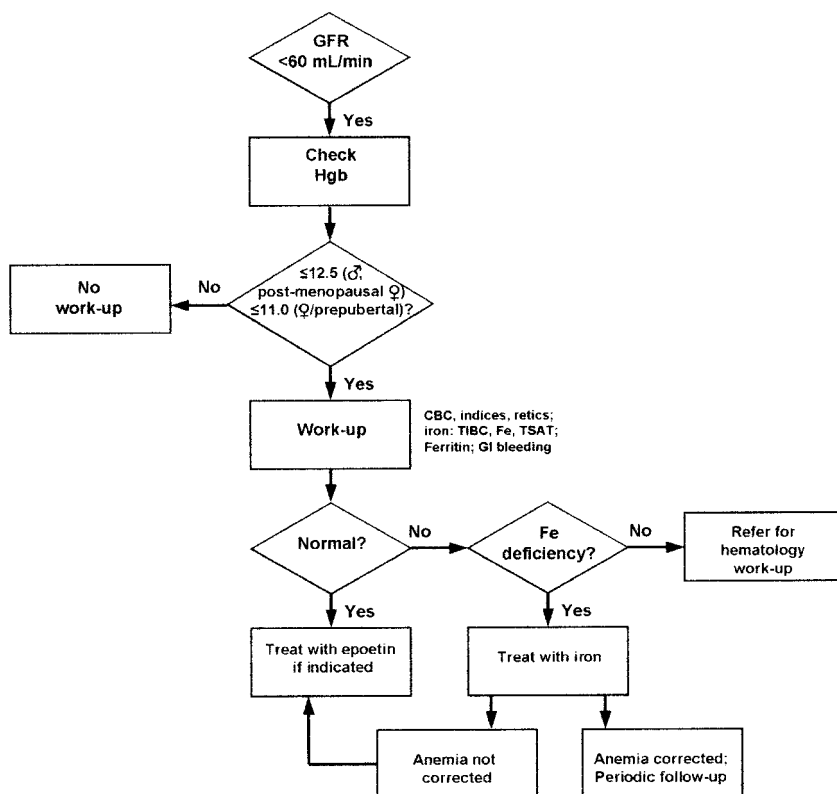 GFR
<60 mL/min
Yes
Check
Hgb
≤12.5 (♂,
post-menopausal ♀)
≤11.0 (♀/prepubertal)?
No
No
work-up
Yes
Work-up
CBC, indices, retics;
iron: TIBC, Fe, TSAT;
Ferritin; GI bleeding
Normal?
No
Fe
deficiency?
No
Refer for
hematology
work-up
Yes
Yes
Treat with epoetin
if indicated
Treat with iron
Anemia not
corrected
Anemia corrected;
Periodic follow-up